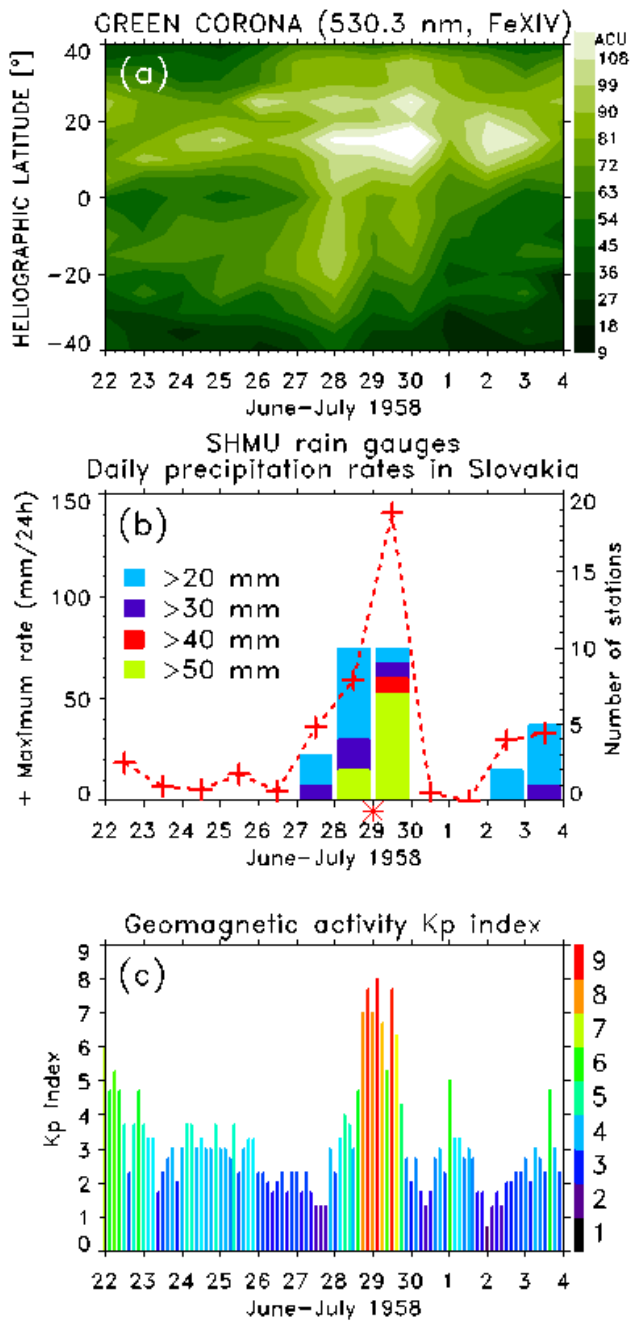 GREEN CORONA (530.3 nm, FeXIV)
(a)
HELIOGRAPHIC LATITUDE [°]
40
20
0
−20
−40
ACU
108
99
90
81
72
63
54
45
36
27
18
9
22 23 24 25 26 27 28 29 30 1 2 3 4
June−July 1958
SHMU rain gauges
Daily precipitation rates in Slovakia
(b)
+ Maximum rate (mm/24h)
150
100
50
0
>20 mm
>30 mm
>40 mm
>50 mm
20
15
10
5
0
Number of stations
22 23 24 25 26 27 28 29 30 1 2 3 4
June−July 1958
Geomagnetic activity Kp index
(c)
Kp Index
9
8
7
6
5
4
3
2
1
0
9
8
7
6
5
4
3
2
1
22 23 24 25 26 27 28 29 30 1 2 3 4
June−July 1958